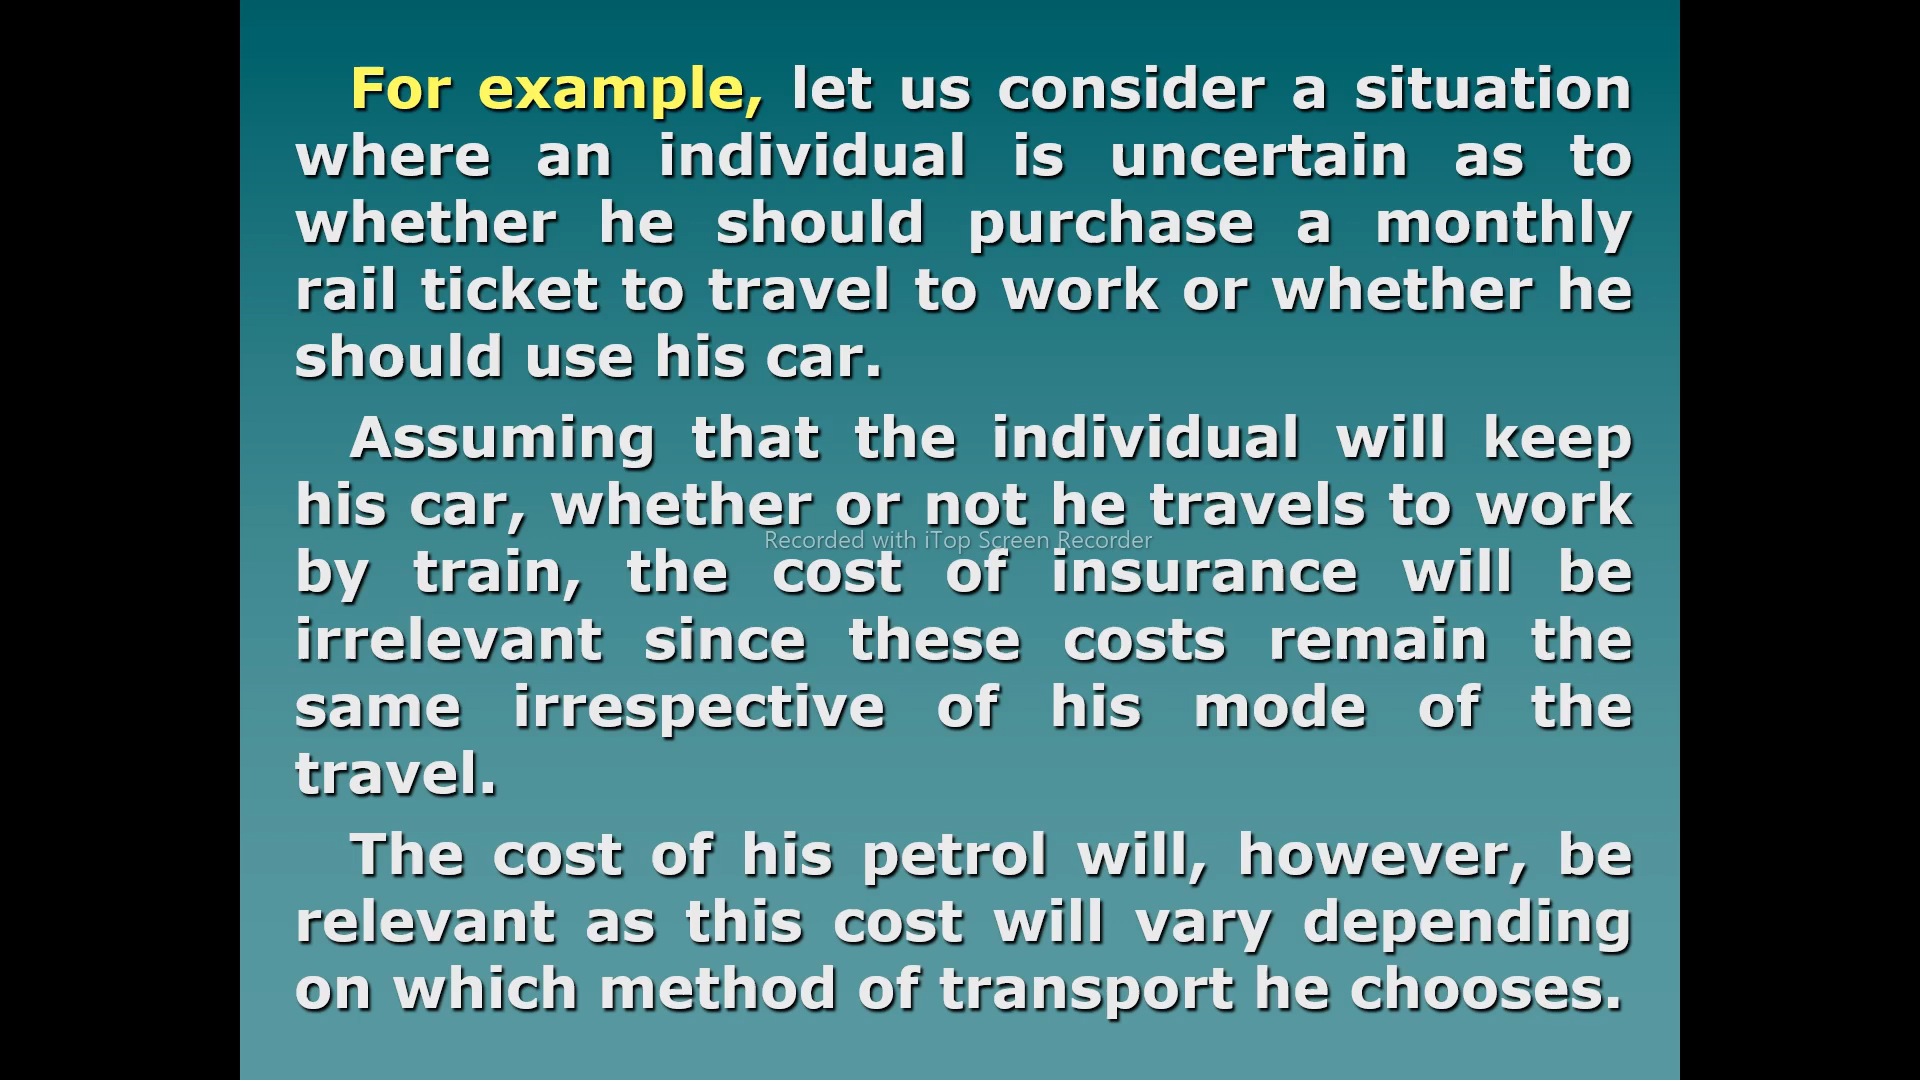 For example, let us consider a situation
where an individual is uncertain as to
whether he should purchase a monthly
rail ticket to travel to work or whether he
should use his car.
Assuming that the individual will keep
his car, whether or not he travels to work
Recorded with iTop Screen Recorder
by train, the cost of insurance will be
irrelevant since these costs remain the
same irrespective of his mode of the
travel.
The cost of his petrol will, however, be
relevant as this cost will vary depending
on which method of transport he chooses.